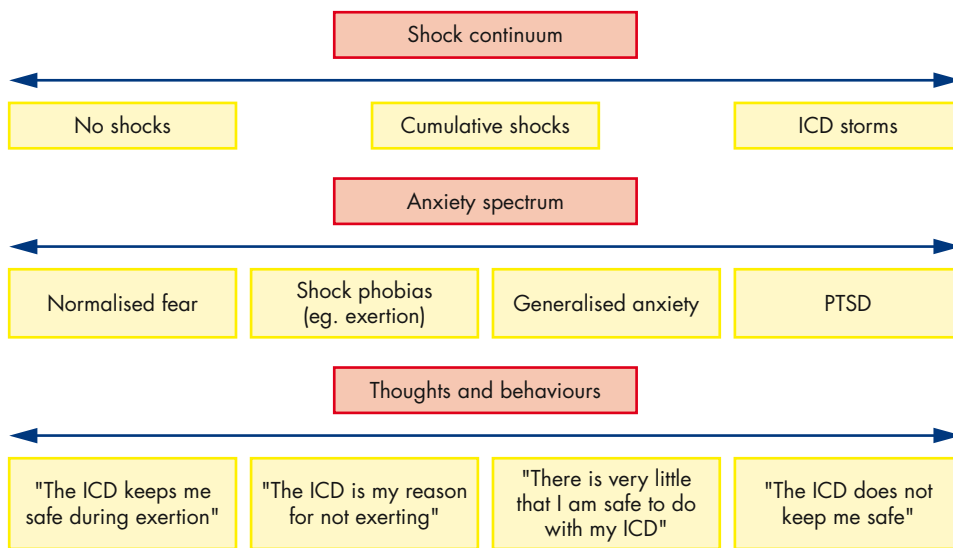 Shock continuum
No shocks
Cumulative shocks
ICD storms
Anxiety spectrum
Normalised fear
Shock phobias
(eg. exertion)
Generalised anxiety
PTSD
Thoughts and behaviours
"The ICD keeps me
safe during exertion"
"The ICD is my reason
for not exerting"
"There is very little
that I am safe to do
with my ICD"
"The ICD does not
keep me safe"